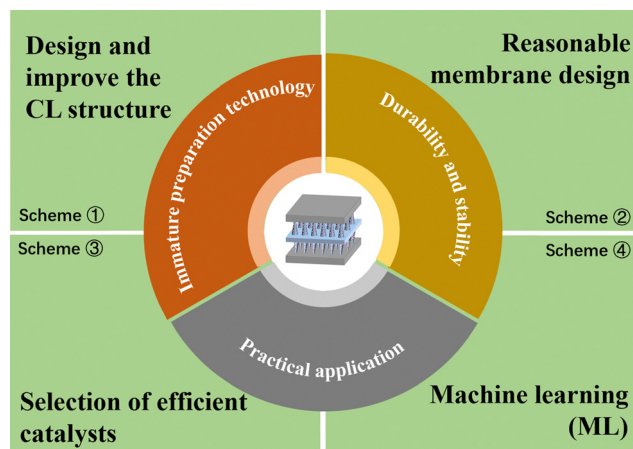 Design and
improve the
CL structure
Reasonable
membrane design
Immature preparation technology
Durability and stability
Scheme ①
Scheme ②
Scheme ③
Scheme ④
Practical application
Selection of efficient
catalysts
Machine learning
(ML)